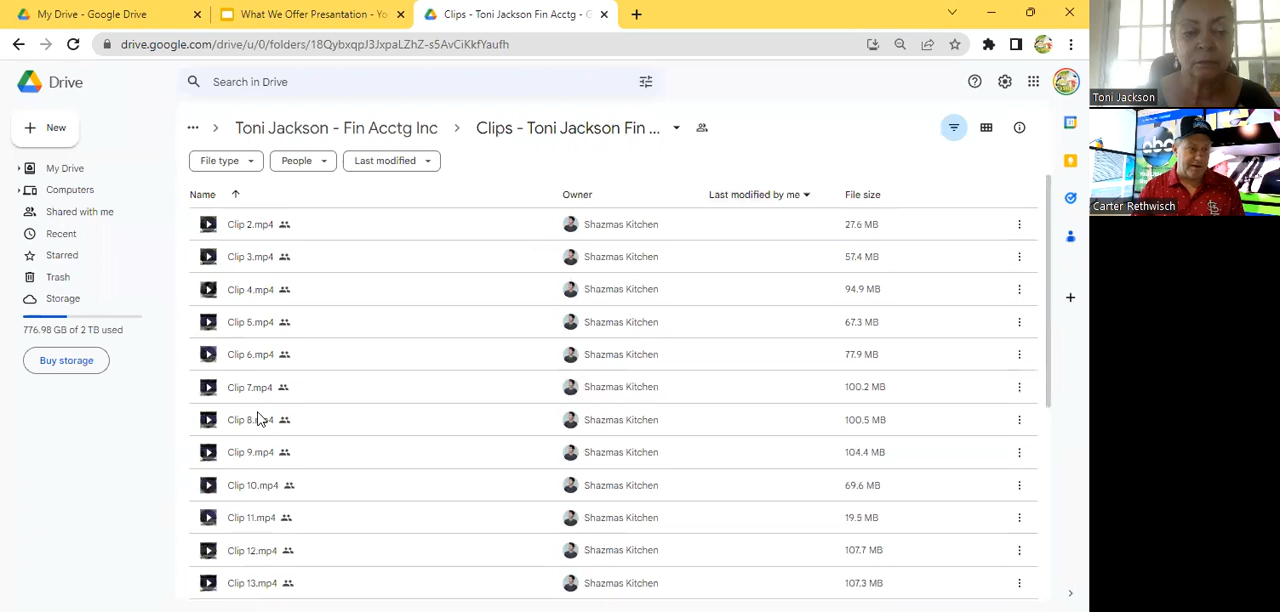 My Drive - Google Drive
What We Offer Presantation - Yo
Clips - Toni Jackson Fin Acctg - G
drive.google.com/drive/u/0/folders/18QybxqpJ3JxpaLZhZ-s5AvCiKkfYaufh
Drive
Search in Drive
New
My Drive
Computers
Shared with me
Recent
Starred
Trash
Storage
776.98 GB of 2 TB used
Buy storage
Toni Jackson - Fin Acctg Inc
Clips - Toni Jackson Fin ...
File type
People
Last modified
Name Owner Last modified by me File size
Clip 2.mp4 Shazmas Kitchen 27.6 MB
Clip 3.mp4 Shazmas Kitchen 57.4 MB
Clip 4.mp4 Shazmas Kitchen 94.9 MB
Clip 5.mp4 Shazmas Kitchen 67.3 MB
Clip 6.mp4 Shazmas Kitchen 77.9 MB
Clip 7.mp4 Shazmas Kitchen 100.2 MB
Clip 8.mp4 Shazmas Kitchen 100.5 MB
Clip 9.mp4 Shazmas Kitchen 104.4 MB
Clip 10.mp4 Shazmas Kitchen 69.6 MB
Clip 11.mp4 Shazmas Kitchen 19.5 MB
Clip 12.mp4 Shazmas Kitchen 107.7 MB
Clip 13.mp4 Shazmas Kitchen 107.3 MB
Toni Jackson
abc
Carter Rethwisch